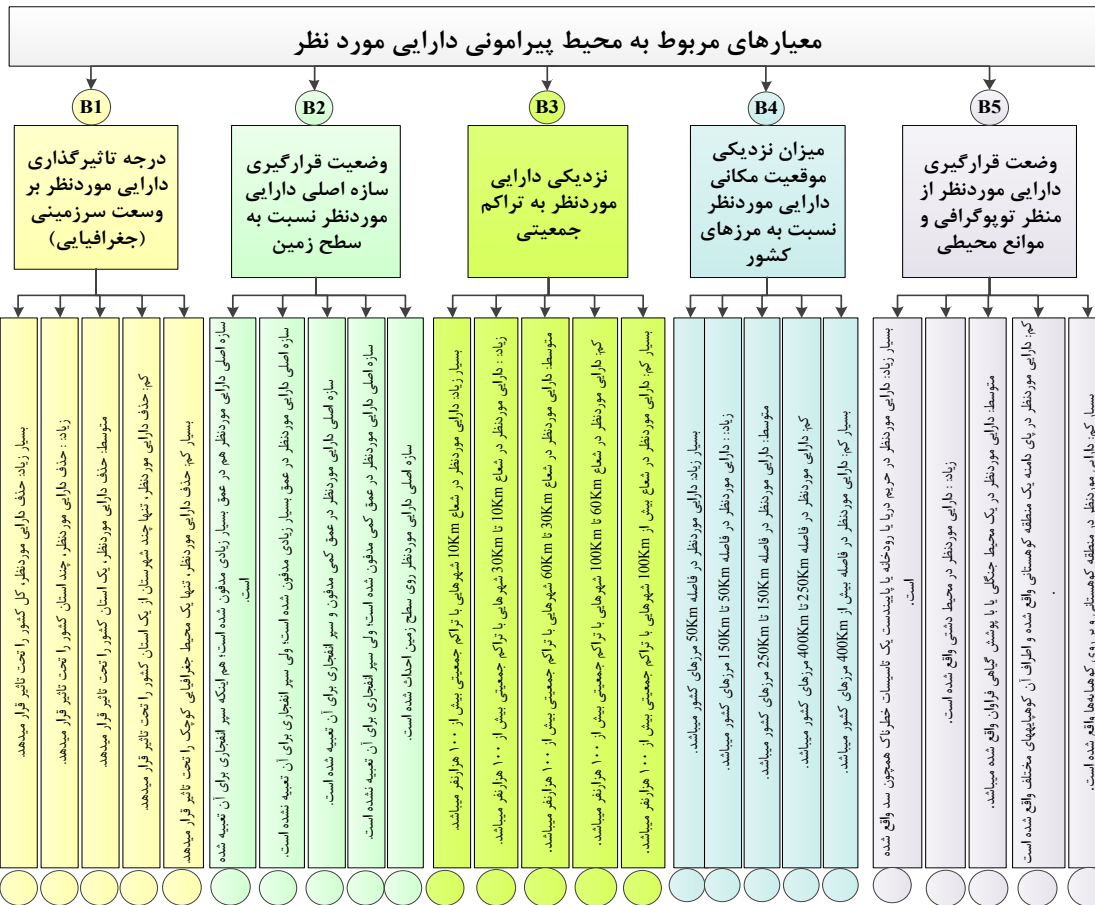 معیارهای مربوط به محیط پیرامونی دارایی مورد نظر
B1
درجه تاثیرگذاری
دارایی موردنظر بر
وسعت سرزمینی
(جغرافیایی)
بسیار زیاد: حذف دارایی موردنظر، کل کشور را تحت تاثیر قرار میدهد.
زیاد: : حذف دارایی موردنظر، چند استان کشور را تحت تاثیر قرار میدهد.
متوسط: حذف دارایی موردنظر، یک استان کشور را تحت تاثیر قرار میدهد.
کم: حذف دارایی موردنظر، تنها چند شهرستان از یک استان کشور را تحت تاثیر قرار میدهد.
بسیار کم: حذف دارایی موردنظر، تنها یک محیط جغرافیایی کوچک را تحت تاثیر قرار میدهد.
B2
وضعیت قرارگیری
سازه اصلی دارایی
موردنظر نسبت به
سطح زمین
سازه اصلی دارایی موردنظر هم در عمق بسیار زیادی مدفون شده است؛ هم اینکه سپر انفجاری برای آن تعبیه شده
است.
سازه اصلی دارایی موردنظر در عمق بسیار زیادی مدفون شده است؛ ولی سپر انفجاری برای آن تعبیه نشده است.
سازه اصلی دارایی موردنظر در عمق کمی مدفون و سپر انفجاری برای آن تعبیه شده است.
سازه اصلی دارایی موردنظر در عمق کمی مدفون شده است؛ ولی سپر انفجاری برای آن تعبیه نشده است.
سازه اصلی دارایی موردنظر روی سطح زمین احداث شده است.
B3
نزدیکی دارایی
موردنظر به تراکم
جمعیتی
بسیار زیاد: دارایی موردنظر در شعاع 10Km شهرهایی با تراکم جمعیتی بیش از ۱۰۰ هزارنفر میباشد.
زیاد: : دارایی موردنظر در شعاع 10Km تا 30Km شهرهایی با تراکم جمعیتی بیش از ۱۰۰ هزارنفر میباشد.
متوسط: دارایی موردنظر در شعاع 30Km تا 60Km شهرهایی با تراکم جمعیتی بیش از ۱۰۰ هزارنفر میباشد.
کم: دارایی موردنظر در شعاع 60Km تا 100Km شهرهایی با تراکم جمعیتی بیش از ۱۰۰ هزارنفر میباشد.
بسیار کم: دارایی موردنظر در شعاع بیش از 100Km شهرهایی با تراکم جمعیتی بیش از ۱۰۰ هزارنفر میباشد.
B4
میزان نزدیکی
موقعیت مکانی
دارایی موردنظر
نسبت به مرزهای
کشور
بسیار زیاد: دارایی موردنظر در فاصله 50Km مرزهای کشور میباشد.
زیاد: : دارایی موردنظر در فاصله 50Km تا 150Km مرزهای کشور میباشد.
متوسط: دارایی موردنظر در فاصله 150Km تا 250Km مرزهای کشور میباشد.
کم: دارایی موردنظر در فاصله 250Km تا 400Km مرزهای کشور میباشد.
بسیار کم: دارایی موردنظر در فاصله بیش از 400Km مرزهای کشور میباشد.
B5
وضعت قرارگیری
دارایی موردنظر از
منظر توپوگرافی و
موانع محیطی
بسیار زیاد: دارایی موردنظر در حریم دریا یا رودخانه یا پاییندست یک تاسیسات خطرناک همچون سد واقع شده
است.
زیاد: : دارایی موردنظر در محیط دشتی واقع شده است.
متوسط: دارایی موردنظر در یک محیط جنگلی یا با پوشش گیاهی فراوان واقع شده میباشد.
کم: دارایی موردنظر در پای دامنه یک منطقه کوهستانی واقع شده و اطراف آن کوهپایههای مختلف واقع شده است
.
بسیار کم: دارایی موردنظر در منطقه کوهستانی و بر روی کوهپایهها واقع شده است.